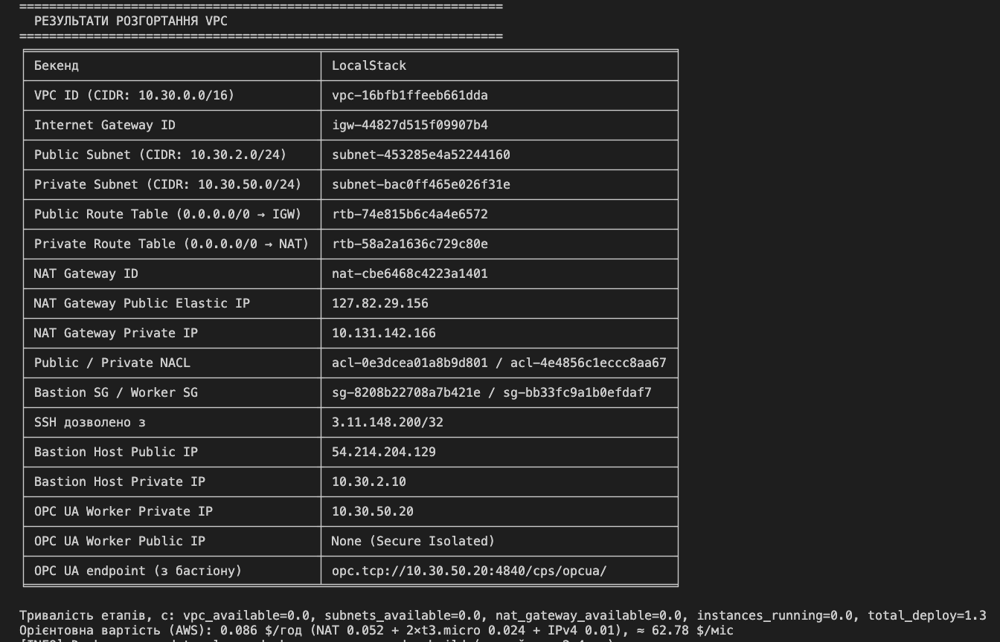 РЕЗУЛЬТАТИ РОЗГОРТАННЯ VPC
Бекенд LocalStack
VPC ID (CIDR: 10.30.0.0/16) vpc-16bfb1ffeeb661dda
Internet Gateway ID igw-44827d515f09907b4
Public Subnet (CIDR: 10.30.2.0/24) subnet-453285e4a52244160
Private Subnet (CIDR: 10.30.50.0/24) subnet-bac0ff465e026f31e
Public Route Table (0.0.0.0/0 → IGW) rtb-74e815b6c4a4e6572
Private Route Table (0.0.0.0/0 → NAT) rtb-58a2a1636c729c80e
NAT Gateway ID nat-cbe6468c4223a1401
NAT Gateway Public Elastic IP 127.82.29.156
NAT Gateway Private IP 10.131.142.166
Public / Private NACL acl-0e3dcea01a8b9d801 / acl-4e4856c1eccc8aa67
Bastion SG / Worker SG sg-8208b22708a7b421e / sg-bb33fc9a1b0efdaf7
SSH дозволено з 3.11.148.200/32
Bastion Host Public IP 54.214.204.129
Bastion Host Private IP 10.30.2.10
OPC UA Worker Private IP 10.30.50.20
OPC UA Worker Public IP None (Secure Isolated)
OPC UA endpoint (з бастіону) opc.tcp://10.30.50.20:4840/cps/opcua/
Тривалість етапів, с: vpc_available=0.0, subnets_available=0.0, nat_gateway_available=0.0, instances_running=0.0, total_deploy=1.3
Орієнтовна вартість (AWS): 0.086 $/год (NAT 0.052 + 2×t3.micro 0.024 + IPv4 0.01), ≈ 62.78 $/міс